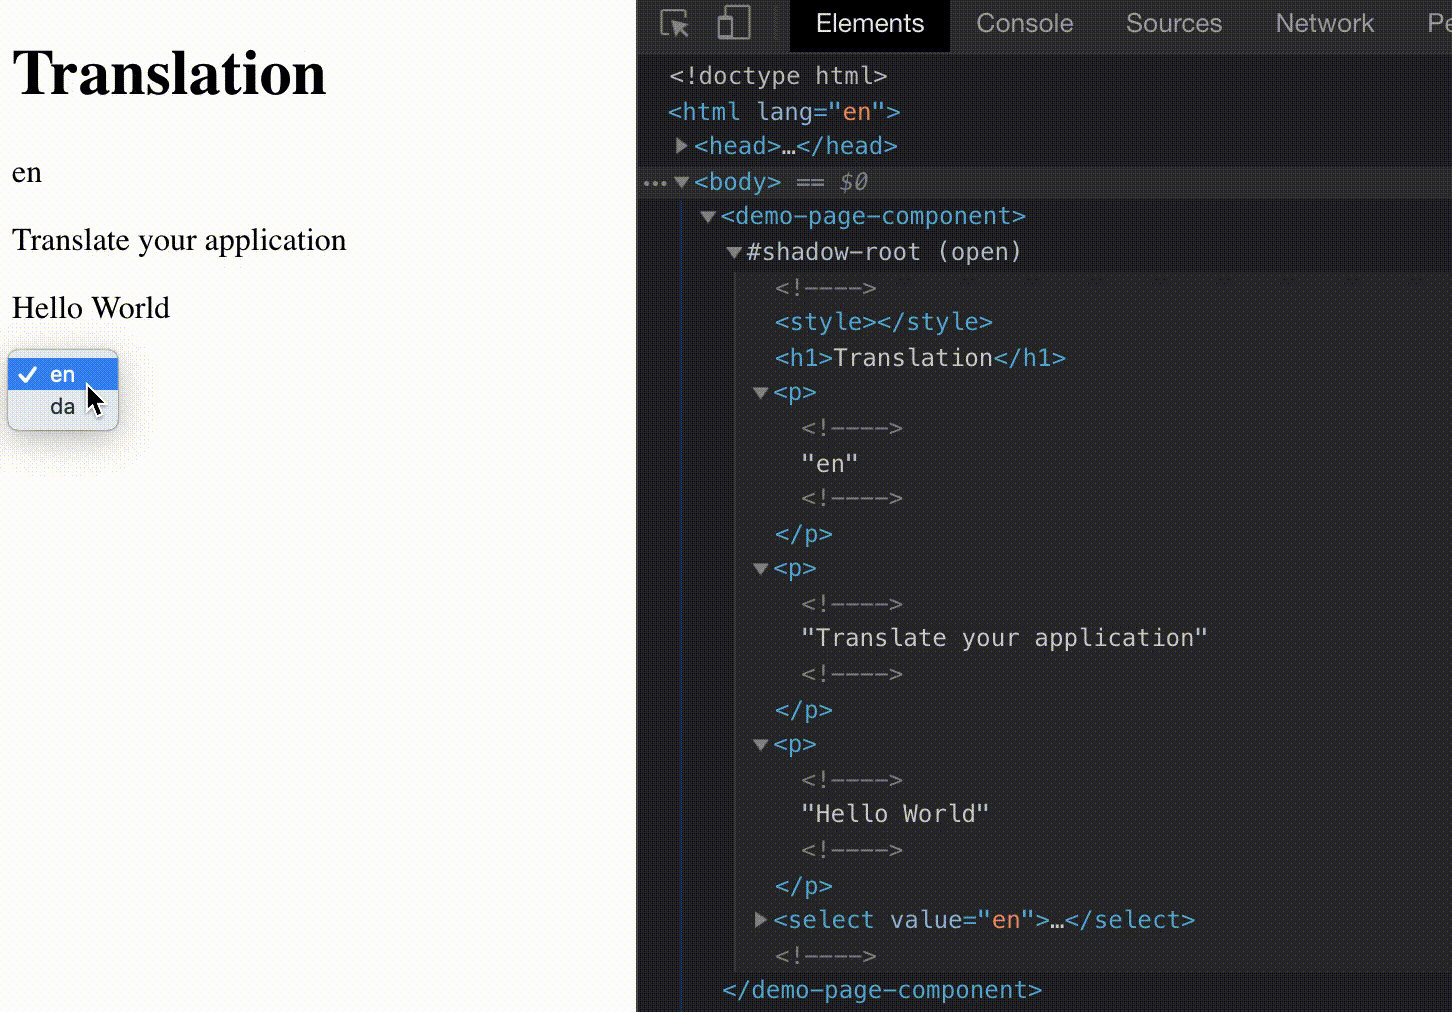 Translation
en
Translate your application
Hello World
✓ en
da
Elements Console Sources Network
<!doctype html>
<html lang="en">
<head>…</head>
… <body> == $0
<demo-page-component>
#shadow-root (open)
<!---->
<style></style>
<h1>Translation</h1>
<p>
<!---->
"en"
<!---->
</p>
<p>
<!---->
"Translate your application"
<!---->
</p>
<p>
<!---->
"Hello World"
<!---->
</p>
<select value="en">…</select>
<!---->
</demo-page-component>